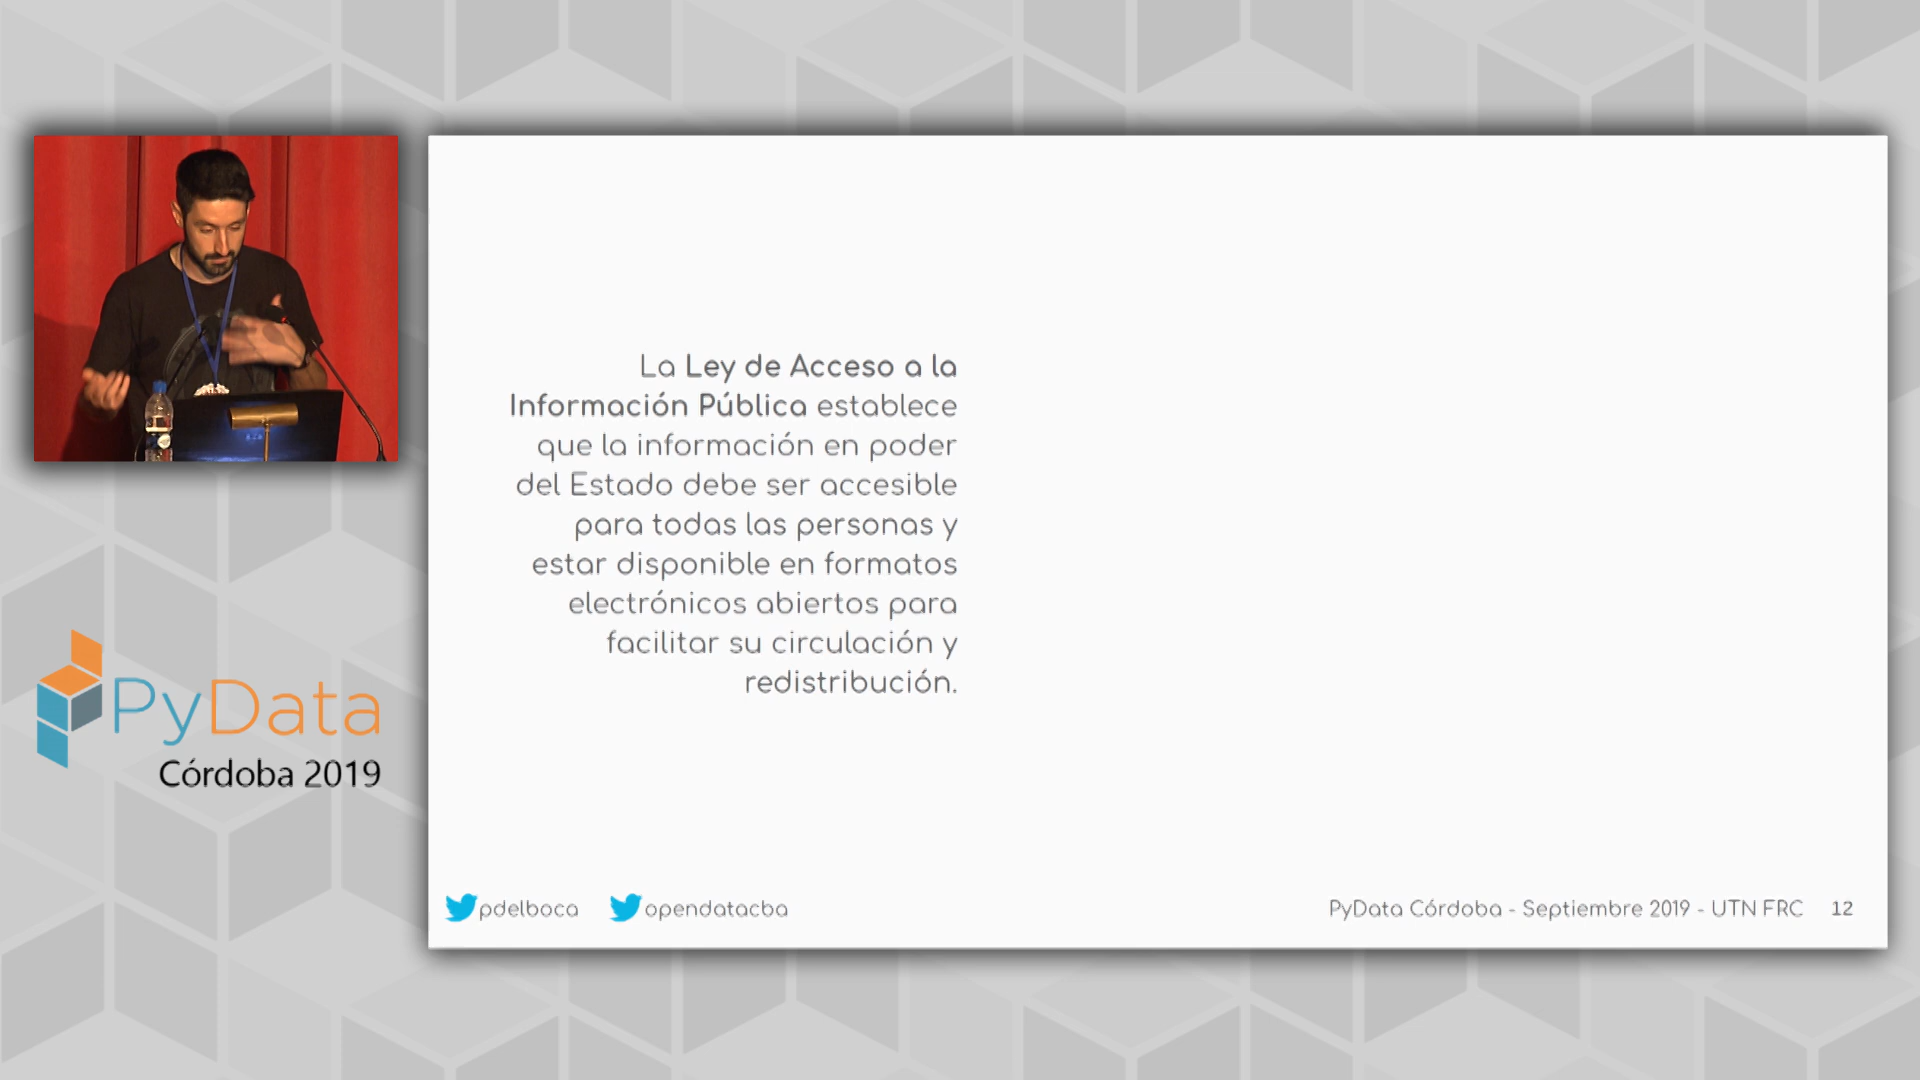 La Ley de Acceso a la
Información Pública establece
que la información en poder
del Estado debe ser accesible
para todas las personas y
estar disponible en formatos
electrónicos abiertos para
facilitar su circulación y
redistribución.
PyData
Córdoba 2019
pdelboca opendatacba
PyData Córdoba - Septiembre 2019 - UTN FRC 12